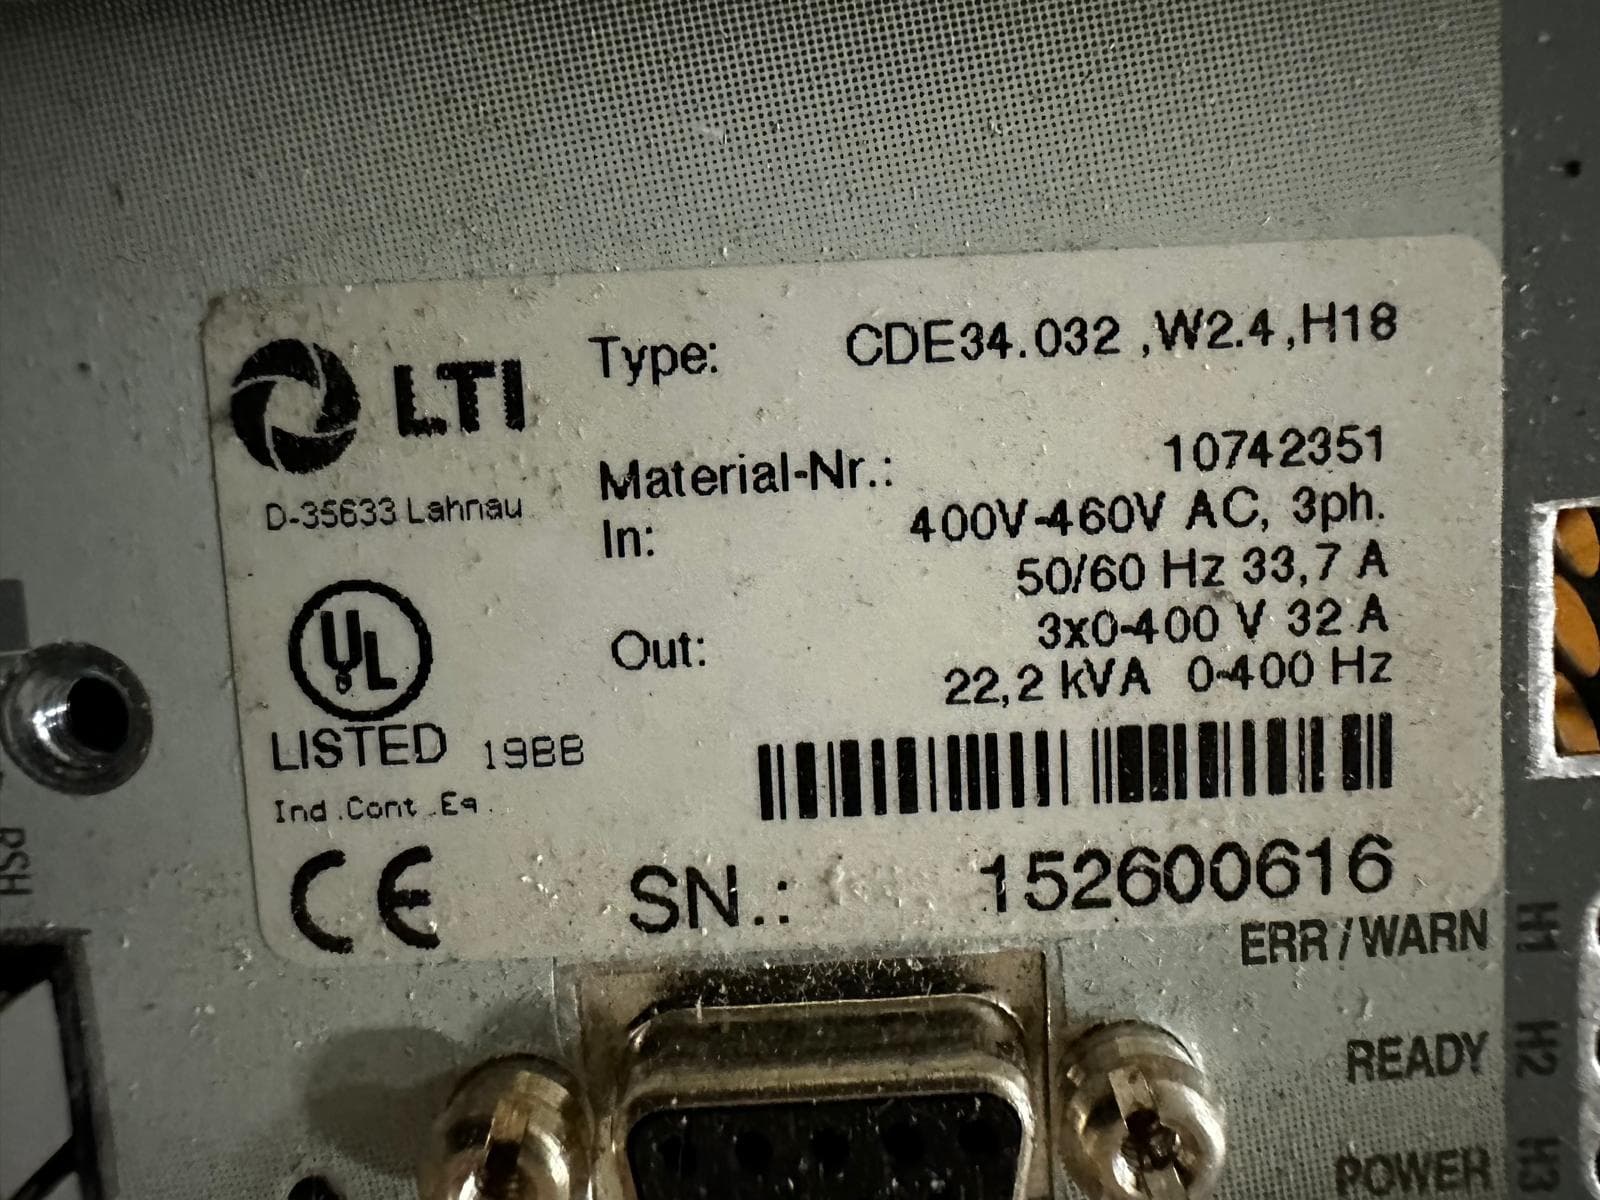 LTI
D-35633 Lahnau
Type: CDE34.032 ,W2.4,H18
Material-Nr.: 10742351
In: 400V-460V AC, 3ph.
50/60 Hz 33,7 A
Out: 3x0-400 V 32 A
22,2 kVA 0-400 Hz
UL
LISTED 19BB
Ind.Cont.Eq.
CE
SN.: 152600616
ERR/WARN H1
READY H2
POWER H3
RSH